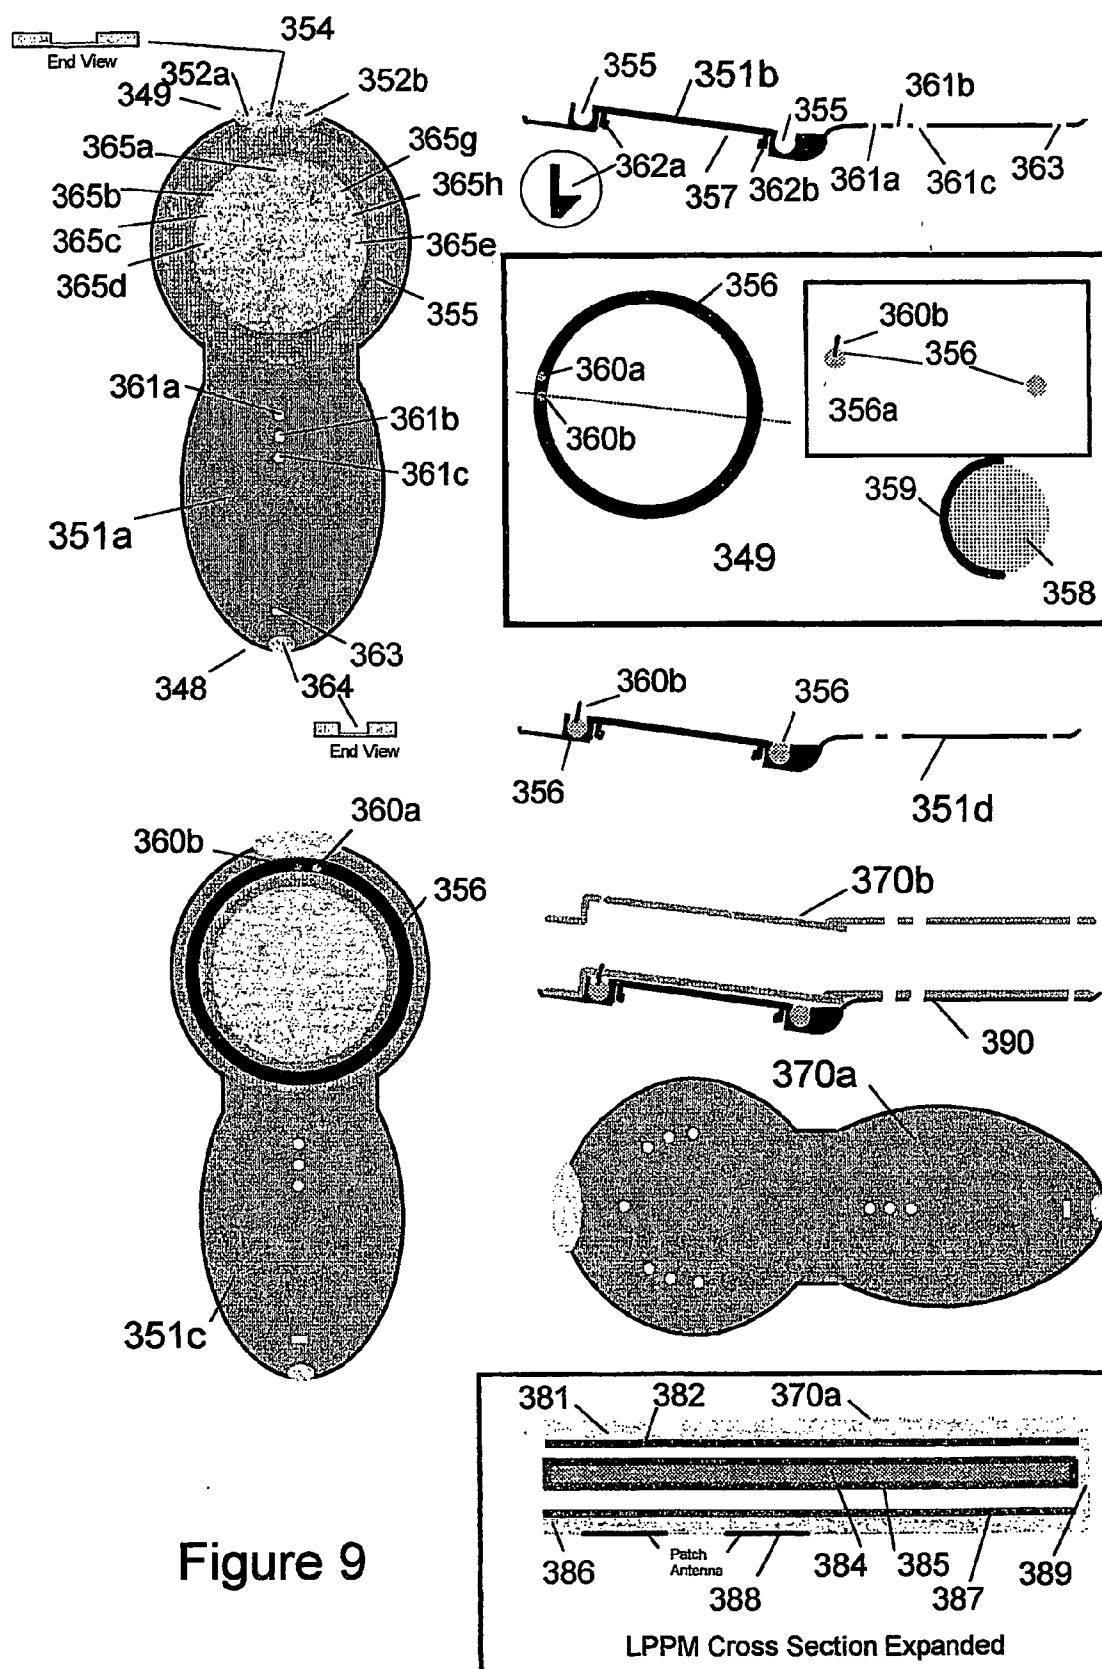 354
End View
352a
349
352b
365a
365g
365b
365h
365c
365e
365d
355
361a
361b
361c
351a
363
348
364
End View
355
351b
355
361b
362a
357
362b
361a
361c
363
356
360a
360b
349
360b
356
356a
359
358
360b
356
356
351d
360b
360a
356
351c
370b
390
370a
381
382
370a
386
Patch
Antenna
388
384
385
387
389
LPPM Cross Section Expanded
Figure 9